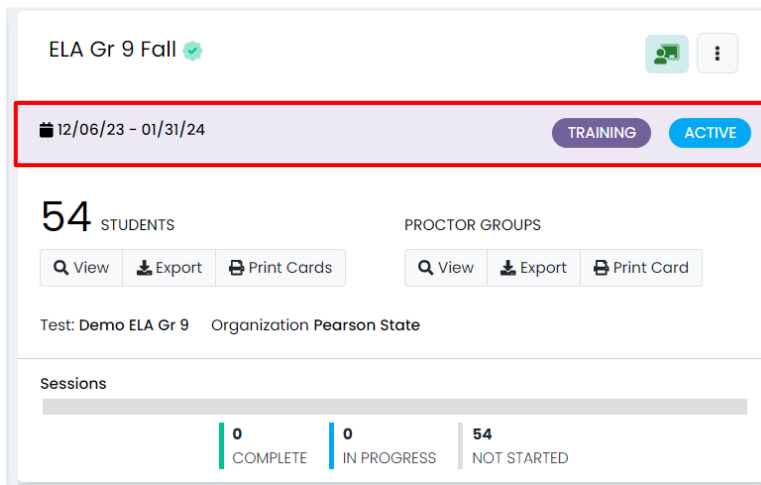 ELA Gr 9 Fall
12/06/23 - 01/31/24 TRAINING ACTIVE
54 STUDENTS PROCTOR GROUPS
View Export Print Cards View Export Print Card
Test: Demo ELA Gr 9 Organization Pearson State
Sessions
0 0 54
COMPLETE IN PROGRESS NOT STARTED